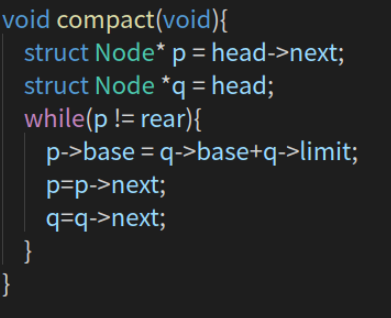 void compact(void){
struct Node* p = head->next;
struct Node *q = head;
while(p != rear){
p->base = q->base+q->limit;
p=p->next;
q=q->next;
}
}